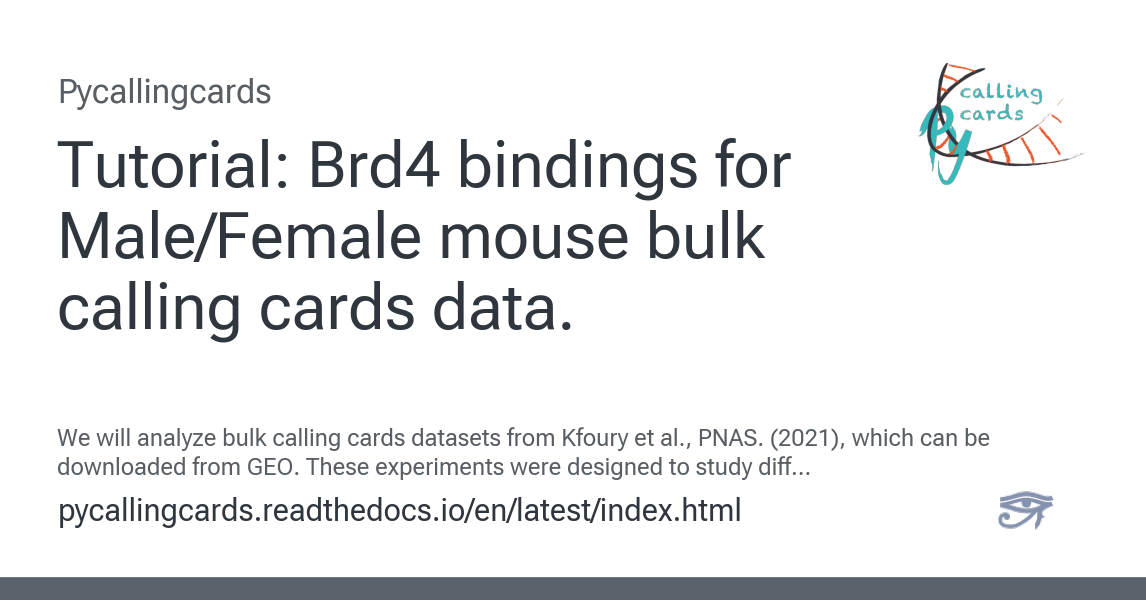 Pycallingcards
calling
cards
Py
Tutorial: Brd4 bindings for
Male/Female mouse bulk
calling cards data.
We will analyze bulk calling cards datasets from Kfoury et al., PNAS. (2021), which can be
downloaded from GEO. These experiments were designed to study diff...
pycallingcards.readthedocs.io/en/latest/index.html